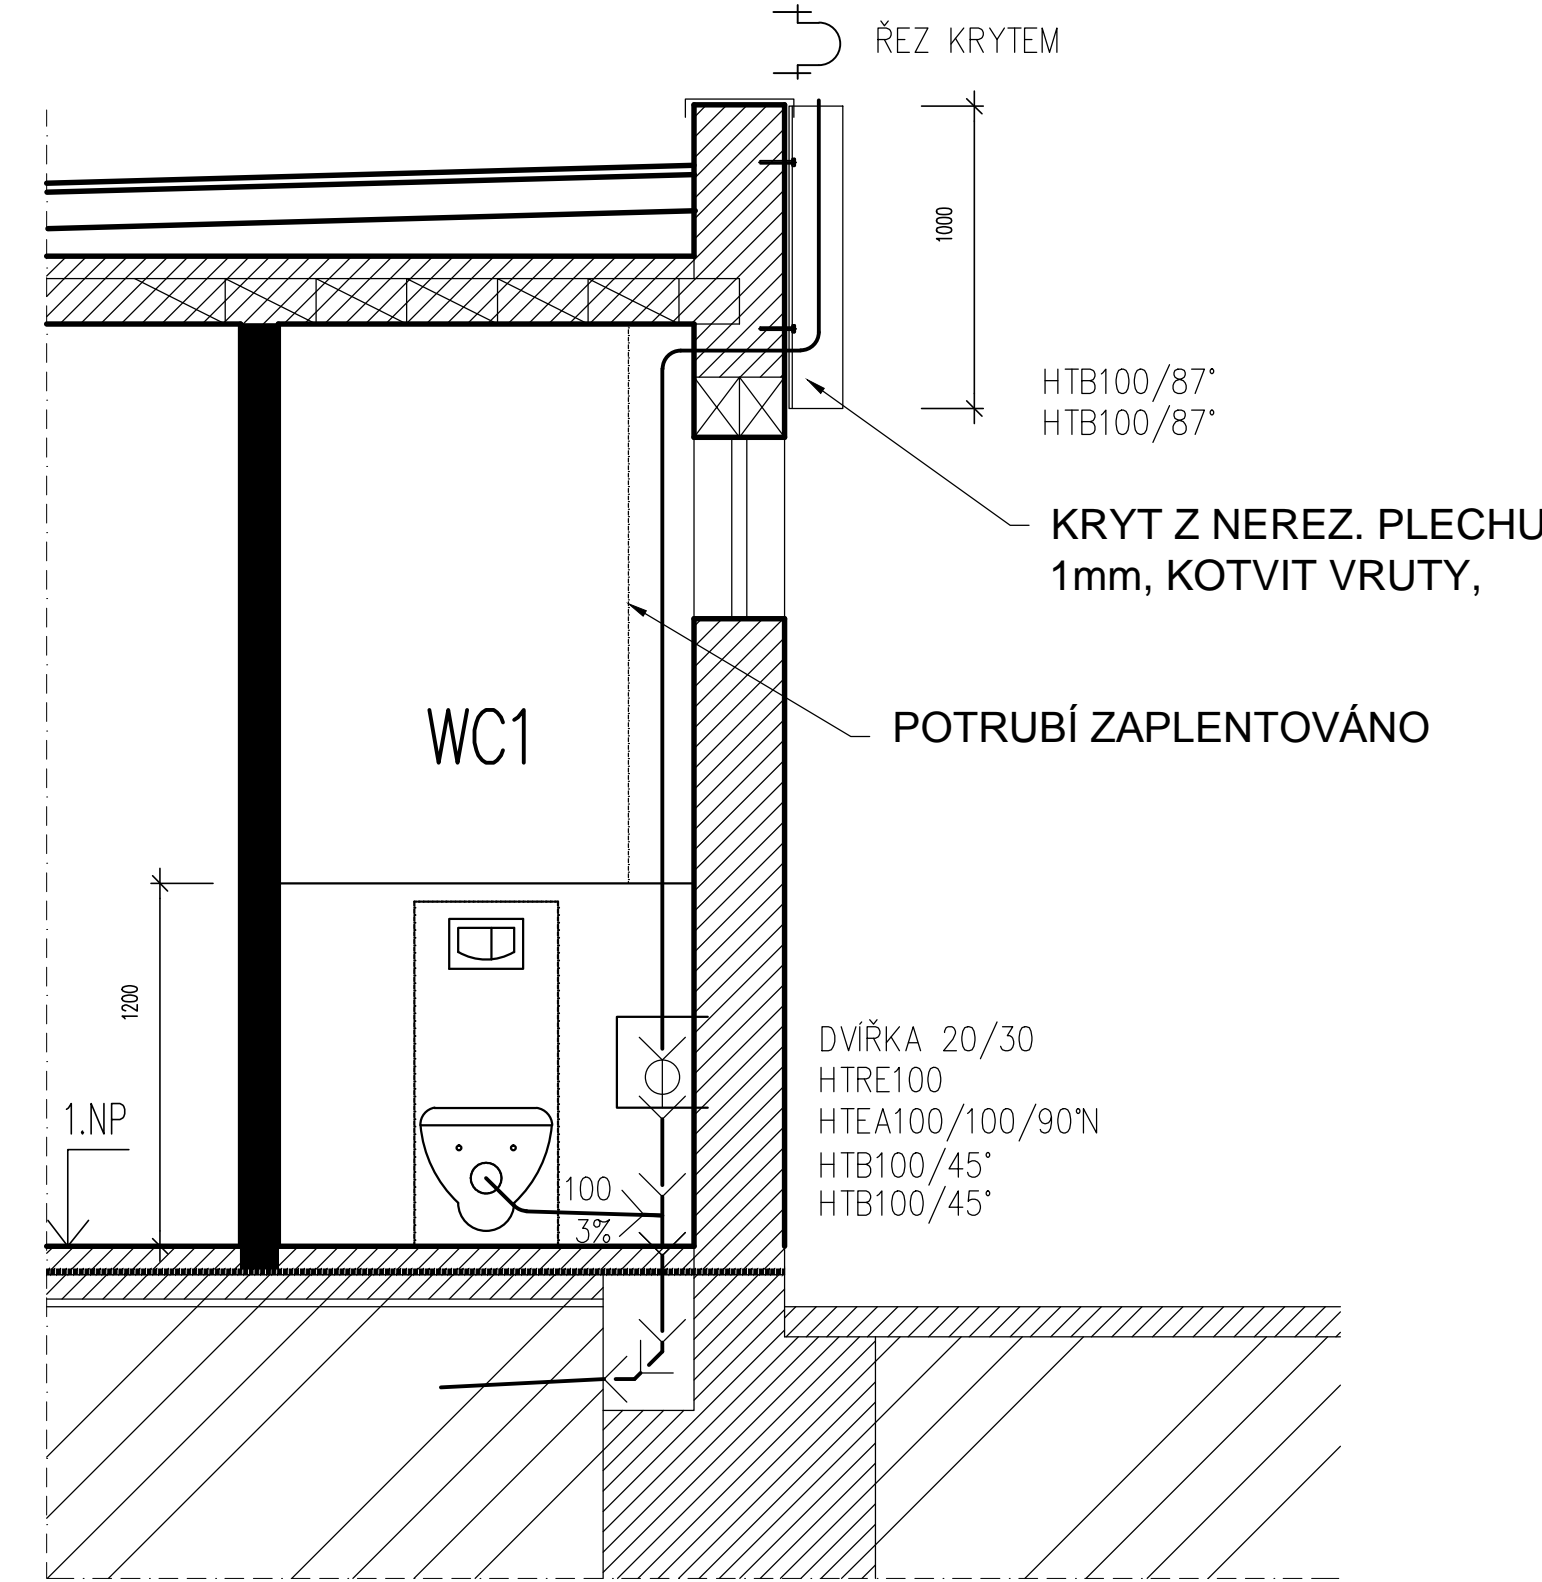 ŘEZ KRYTEM
1000
HTB100/87°
HTB100/87°
KRYT Z NEREZ. PLECHU
1mm, KOTVIT VRUTY,
WC1
POTRUBÍ ZAPLENTOVÁNO
1200
DVÍŘKA 20/30
HTRE100
HTEA100/100/90°N
HTB100/45°
HTB100/45°
1.NP
100
3%